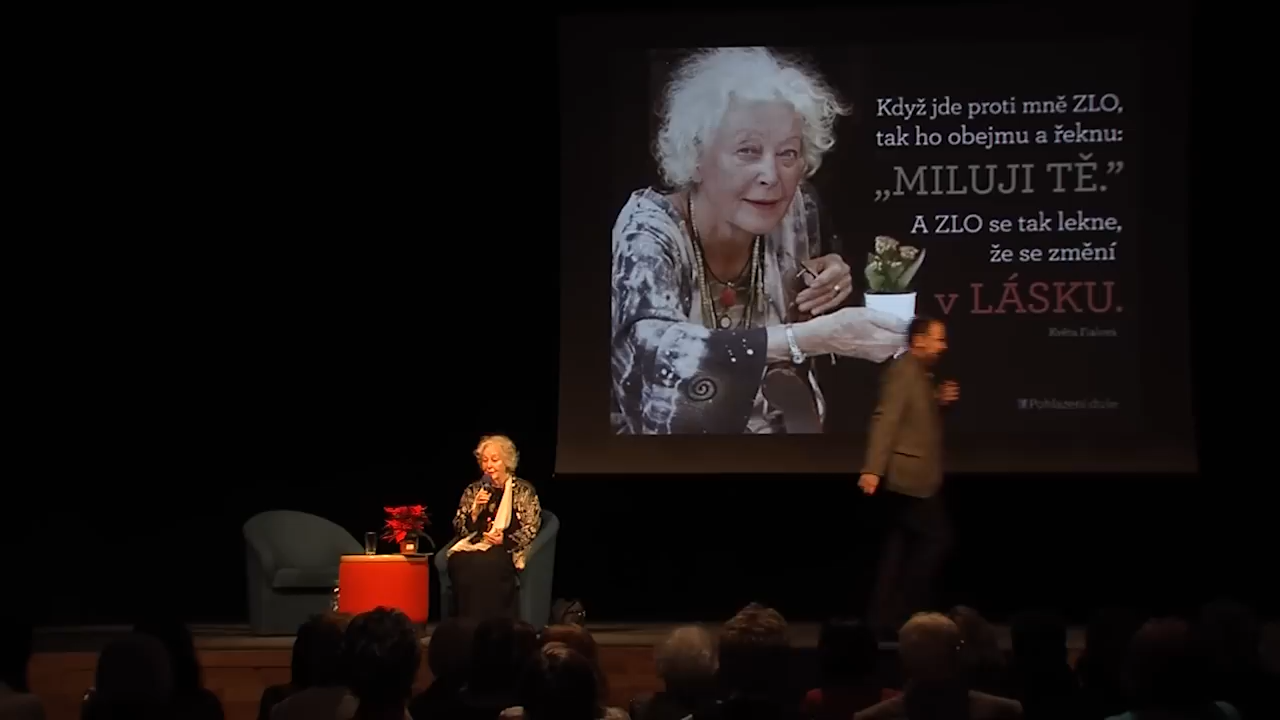 Když jde proti mně ZLO,
tak ho obejmu a řeknu:
„MILUJI TĚ.”
A ZLO se tak lekne,
že se změní
v LÁSKU.
Květa Fialová
Pohlazení duše